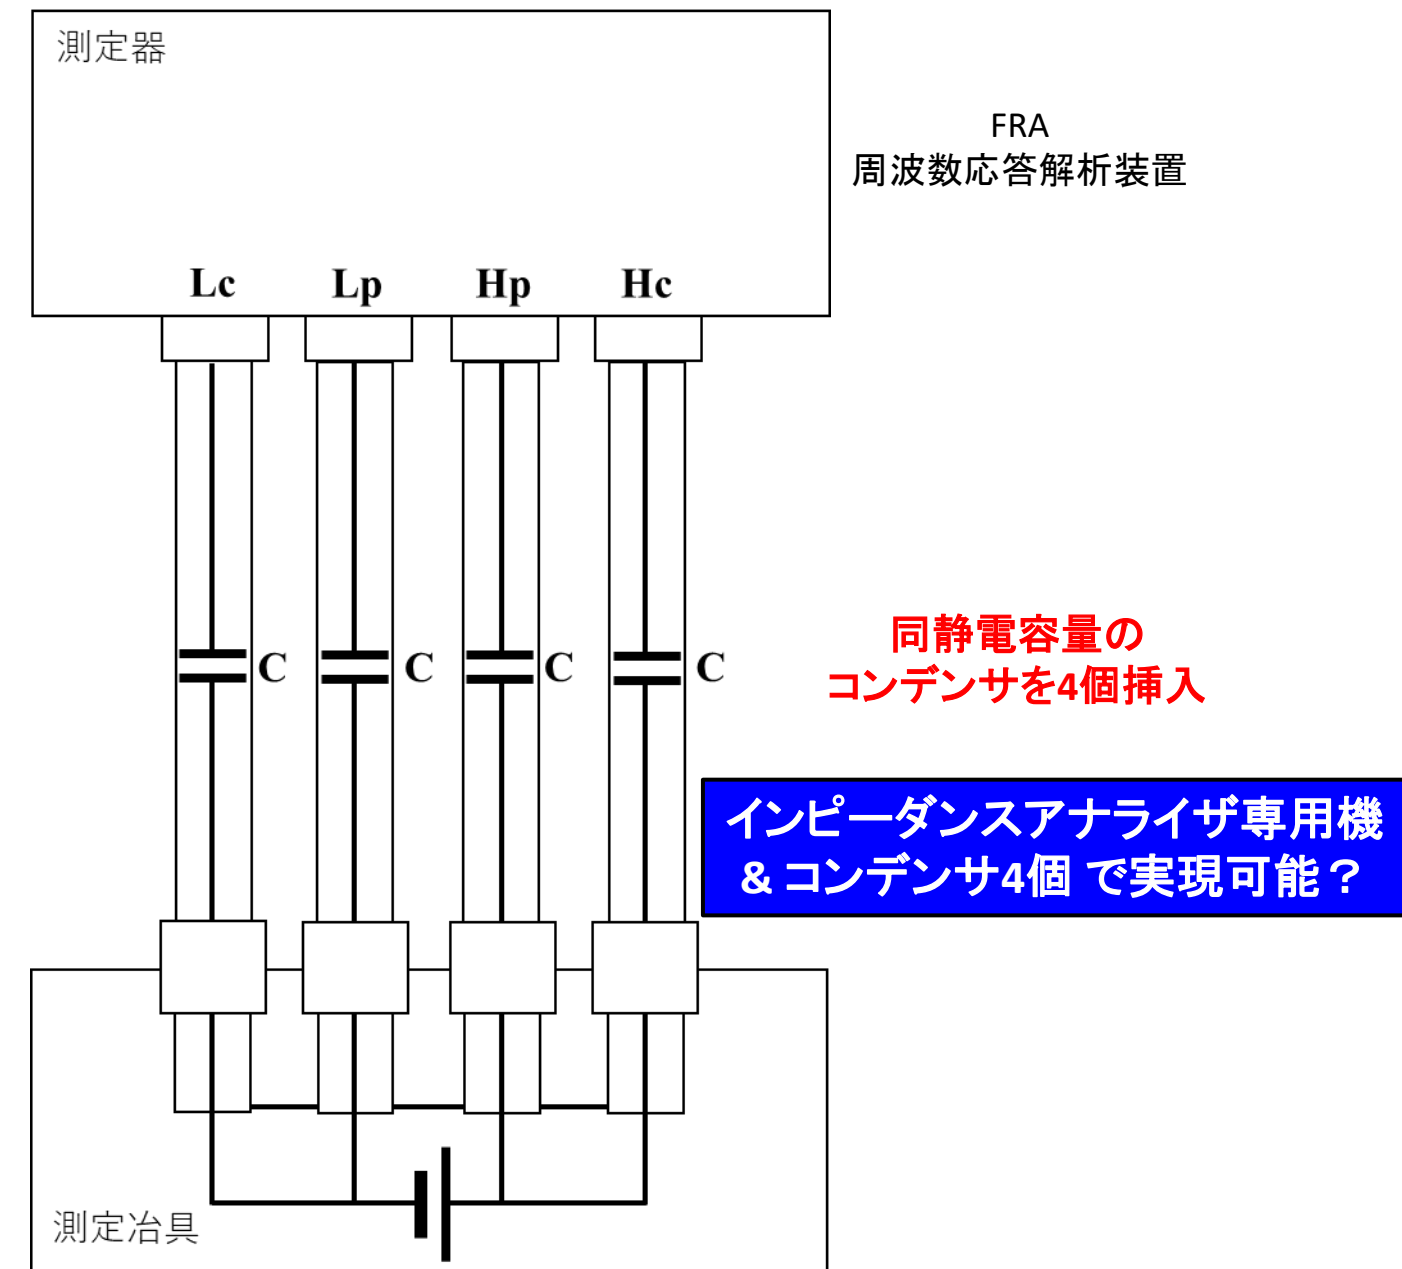 測定器
FRA
周波数応答解析装置
Lc Lp Hp Hc
C C C C
同静電容量の
コンデンサを4個挿入
インピーダンスアナライザ専用機
&コンデンサ4個 で実現可能？
測定冶具